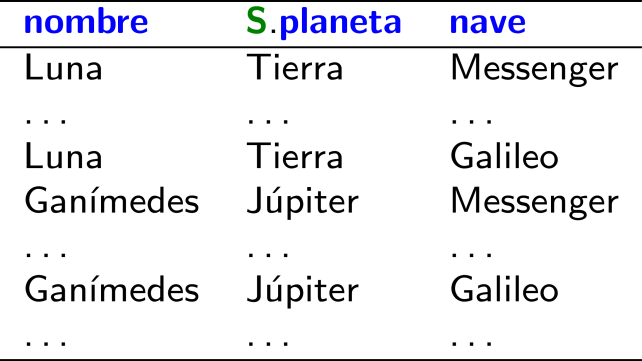 nombre S.planeta nave
Luna Tierra Messenger
... ... ...
Luna Tierra Galileo
Ganímedes Júpiter Messenger
... ... ...
Ganímedes Júpiter Galileo
... ... ...